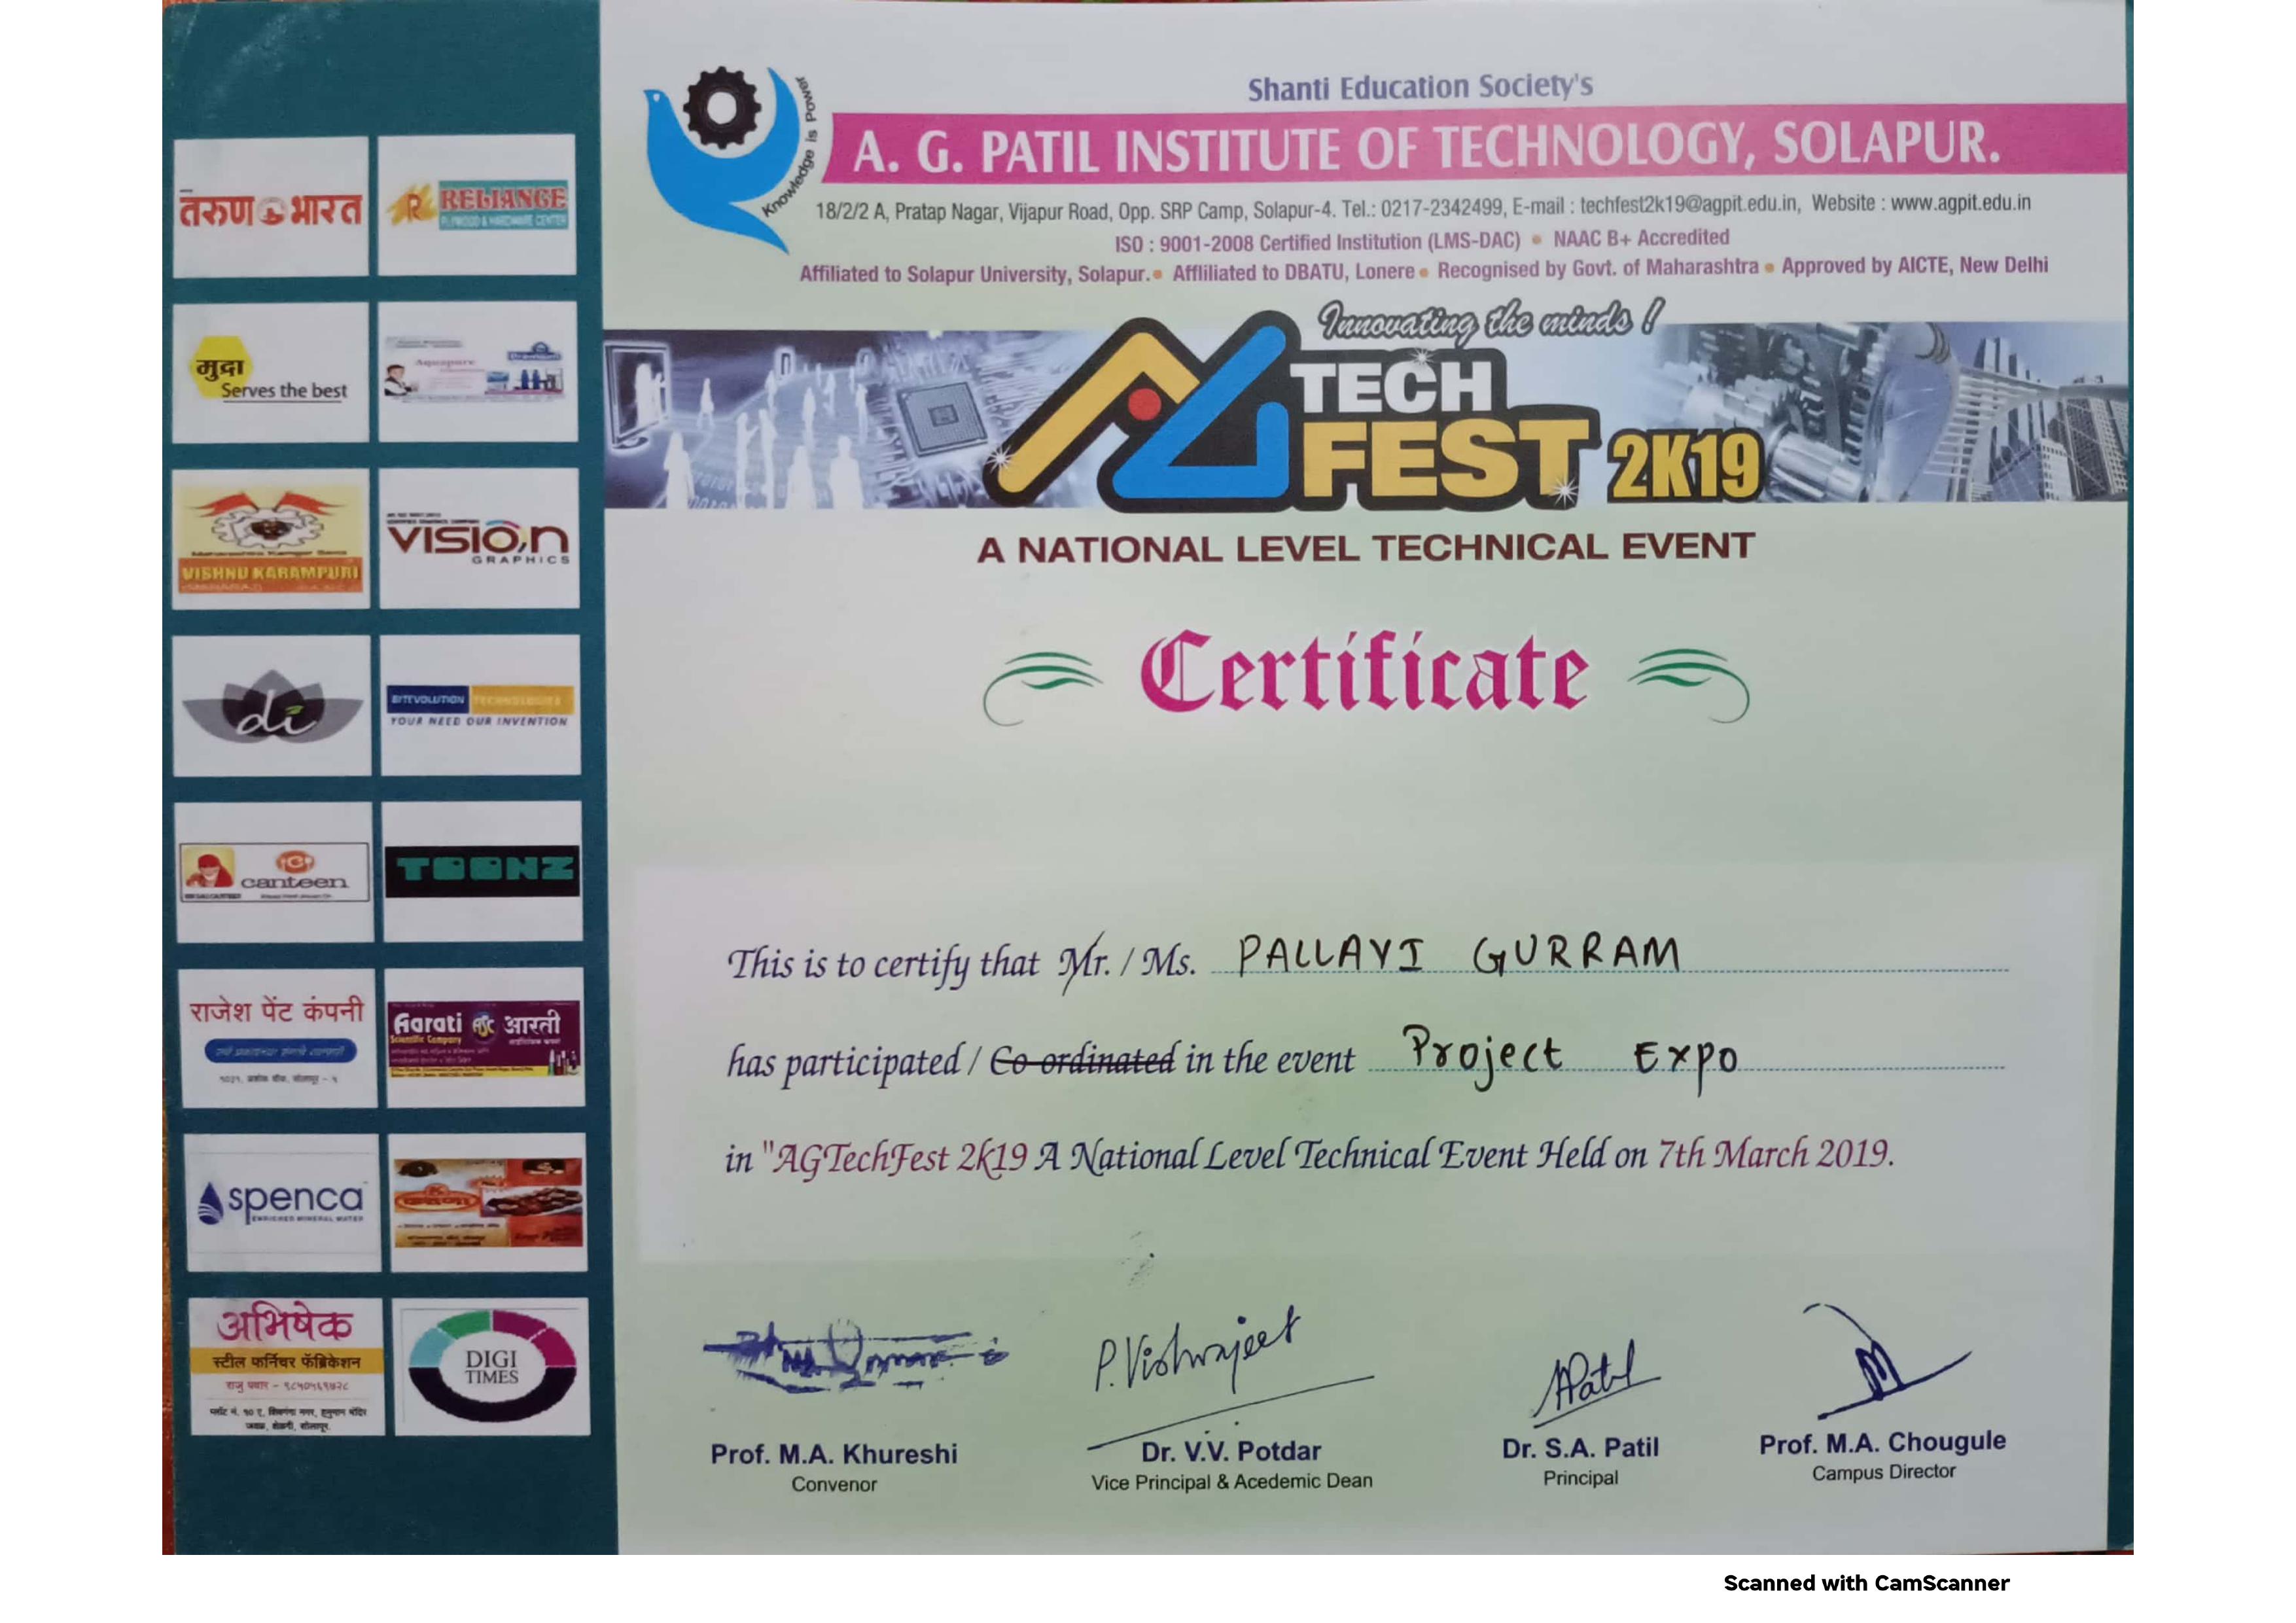 Shanti Education Society's
A. G. PATIL INSTITUTE OF TECHNOLOGY, SOLAPUR.
Knowledge is Power
18/2/2 A, Pratap Nagar, Vijapur Road, Opp. SRP Camp, Solapur-4. Tel.: 0217-2342499, E-mail : techfest2k19@agpit.edu.in, Website : www.agpit.edu.in
ISO : 9001-2008 Certified Institution (LMS-DAC) • NAAC B+ Accredited
Affiliated to Solapur University, Solapur. • Affliliated to DBATU, Lonere • Recognised by Govt. of Maharashtra • Approved by AICTE, New Delhi
Innovating the minds !
AG TECH
FEST 2K19
A NATIONAL LEVEL TECHNICAL EVENT
Certificate
This is to certify that Mr. / Ms. PALLAVI GURRAM
has participated / Co-ordinated in the event Project Expo
in "AGTechFest 2k19 A National Level Technical Event Held on 7th March 2019.
P. Vishwajeet
Prof. M.A. Khureshi
Convenor
Dr. V.V. Potdar
Vice Principal & Acedemic Dean
Dr. S.A. Patil
Principal
Prof. M.A. Chougule
Campus Director
तरुण भारत
RELIANCE
PLYWOOD & HARDWARE CENTER
मुद्रा
Serves the best
Aquapure
VISHNU KARAMPURI
VISION
GRAPHICS
di
BITEVOLUTION TECHNOLOGIES
YOUR NEED OUR INVENTION
canteen
TOONZ
राजेश पेंट कंपनी
Aarati ASC आरती
Scientific Company
spenca
ENRICHED MINERAL WATER
अभिषेक
स्टील फर्निचर फॅब्रिकेशन
DIGI
TIMES
Scanned with CamScanner